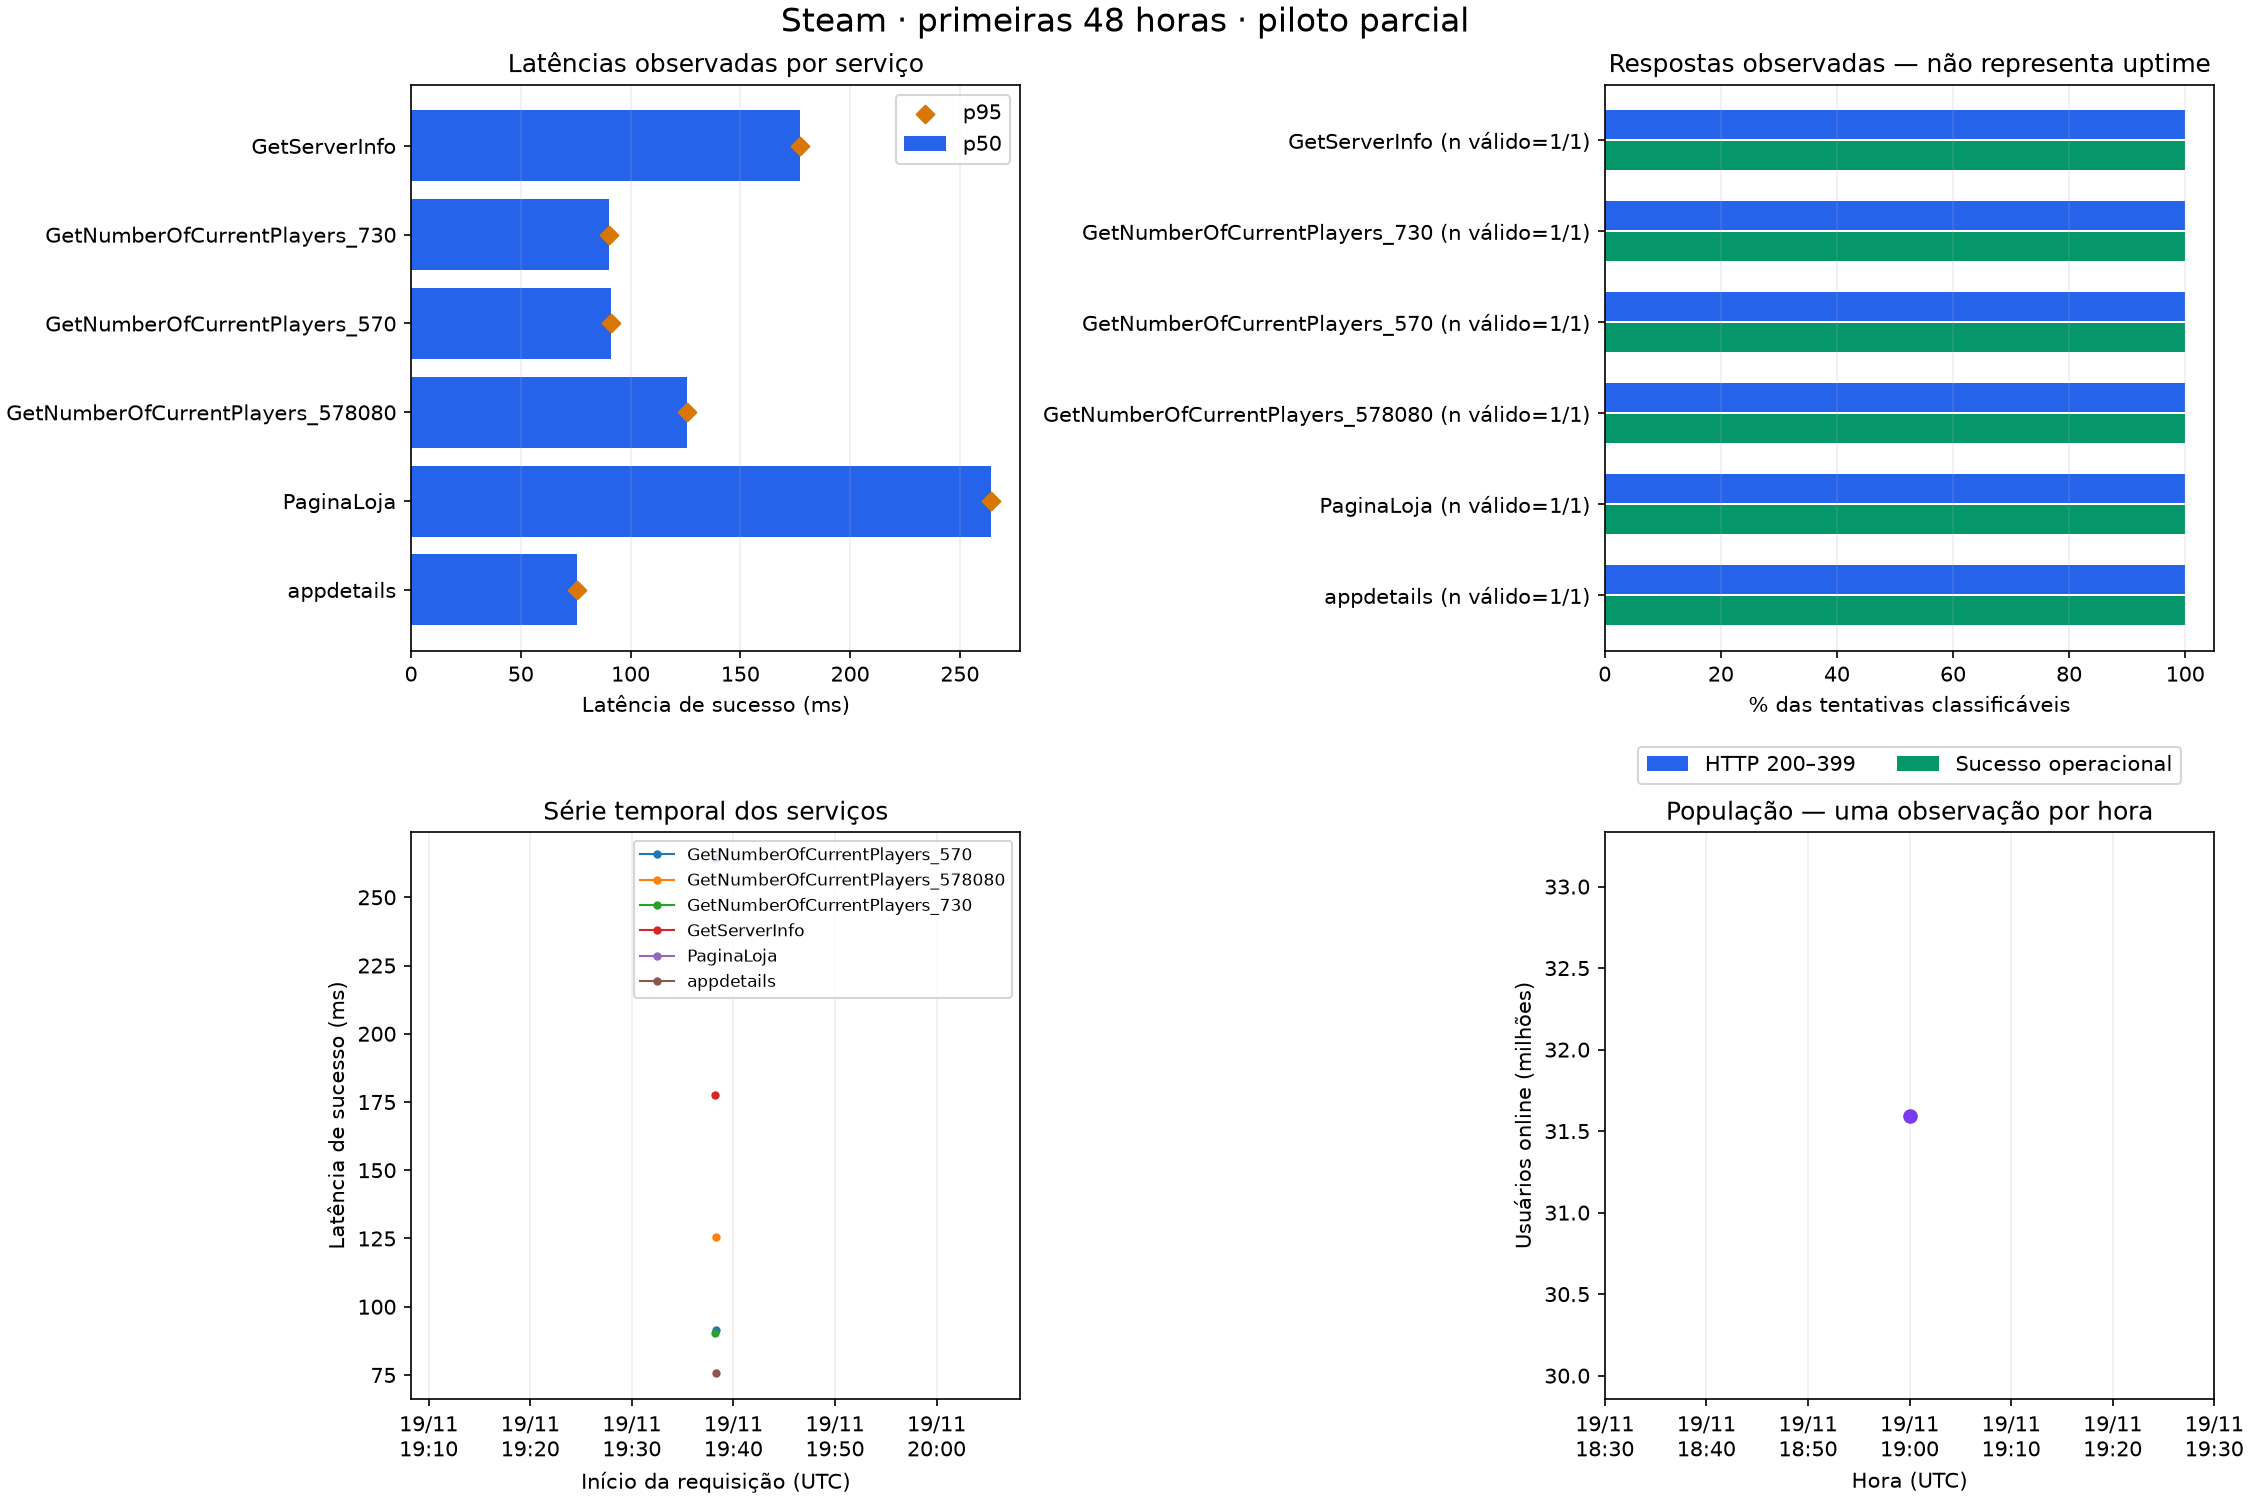 Steam · primeiras 48 horas · piloto parcial
Latências observadas por serviço
p95
p50
GetServerInfo
GetNumberOfCurrentPlayers_730
GetNumberOfCurrentPlayers_570
GetNumberOfCurrentPlayers_578080
PaginaLoja
appdetails
0 50 100 150 200 250
Latência de sucesso (ms)
Respostas observadas — não representa uptime
GetServerInfo (n válido=1/1)
GetNumberOfCurrentPlayers_730 (n válido=1/1)
GetNumberOfCurrentPlayers_570 (n válido=1/1)
GetNumberOfCurrentPlayers_578080 (n válido=1/1)
PaginaLoja (n válido=1/1)
appdetails (n válido=1/1)
0 20 40 60 80 100
% das tentativas classificáveis
HTTP 200–399 Sucesso operacional
Série temporal dos serviços
GetNumberOfCurrentPlayers_570
GetNumberOfCurrentPlayers_578080
GetNumberOfCurrentPlayers_730
GetServerInfo
PaginaLoja
appdetails
Latência de sucesso (ms)
250
225
200
175
150
125
100
75
19/11 19/11 19/11 19/11 19/11 19/11
19:10 19:20 19:30 19:40 19:50 20:00
Início da requisição (UTC)
População — uma observação por hora
Usuários online (milhões)
33.0
32.5
32.0
31.5
31.0
30.5
30.0
19/11 19/11 19/11 19/11 19/11 19/11 19/11
18:30 18:40 18:50 19:00 19:10 19:20 19:30
Hora (UTC)